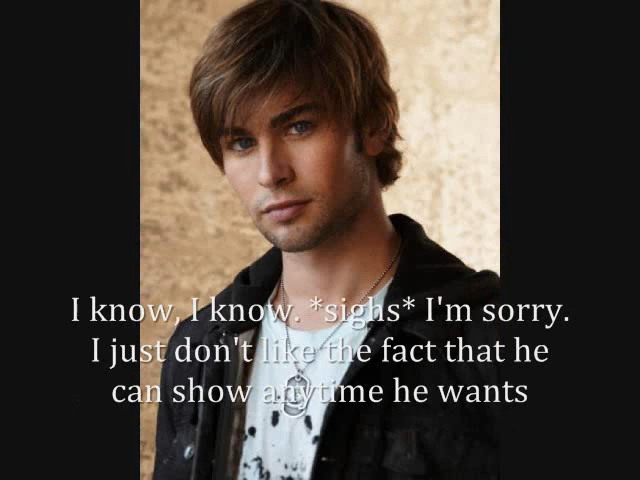 I know, I know. *sighs* I'm sorry.
I just don't like the fact that he
can show anytime he wants